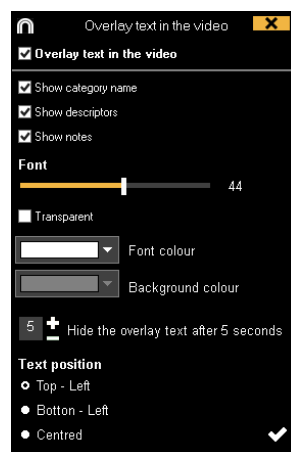 Overlay text in the video
Overlay text in the video
Show category name
Show descriptors
Show notes
Font
44
Transparent
Font colour
Background colour
5 Hide the overlay text after 5 seconds
Text position
Top - Left
Botton - Left
Centred